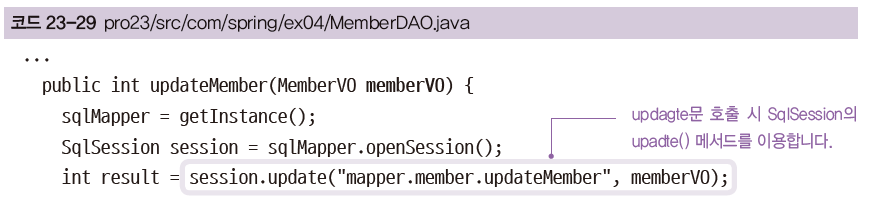 코드 23-29 pro23/src/com/spring/ex04/MemberDAO.java
...
public int updateMember(MemberVO memberVO) {
sqlMapper = getInstance();
updagte문 호출 시 SqlSession의
upadte() 메서드를 이용합니다.
SqlSession session = sqlMapper.openSession();
int result = session.update("mapper.member.updateMember", memberVO);